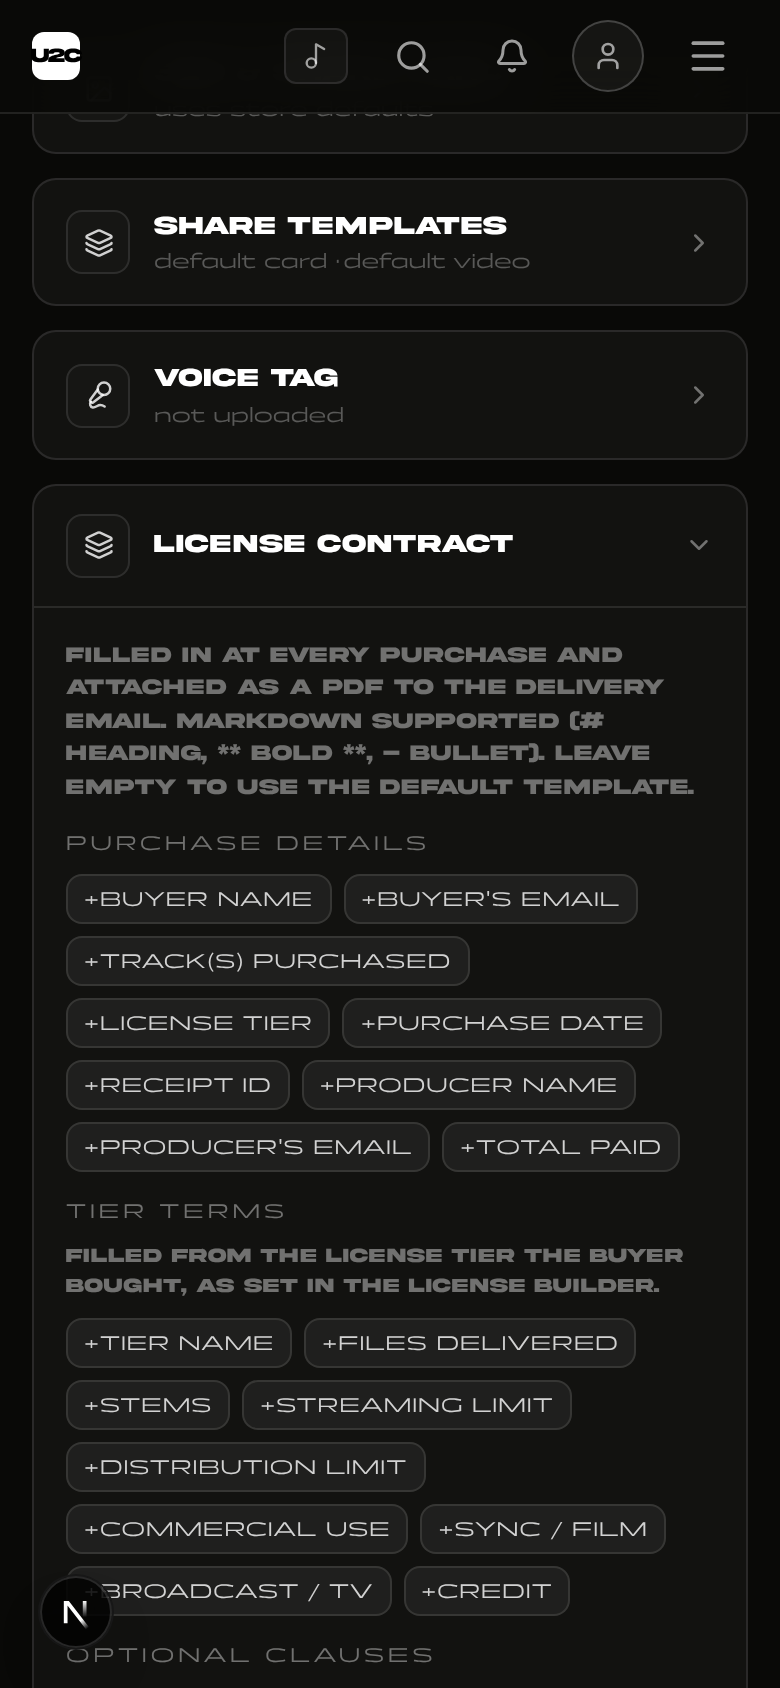 U2C
uses store defaults
SHARE TEMPLATES
default card · default video
VOICE TAG
not uploaded
LICENSE CONTRACT
FILLED IN AT EVERY PURCHASE AND
ATTACHED AS A PDF TO THE DELIVERY
EMAIL. MARKDOWN SUPPORTED (#
HEADING, ** BOLD **, – BULLET). LEAVE
EMPTY TO USE THE DEFAULT TEMPLATE.
PURCHASE DETAILS
+BUYER NAME +BUYER'S EMAIL
+TRACK(S) PURCHASED
+LICENSE TIER +PURCHASE DATE
+RECEIPT ID +PRODUCER NAME
+PRODUCER'S EMAIL +TOTAL PAID
TIER TERMS
FILLED FROM THE LICENSE TIER THE BUYER
BOUGHT, AS SET IN THE LICENSE BUILDER.
+TIER NAME +FILES DELIVERED
+STEMS +STREAMING LIMIT
+DISTRIBUTION LIMIT
+COMMERCIAL USE +SYNC / FILM
+BROADCAST / TV +CREDIT
N
OPTIONAL CLAUSES